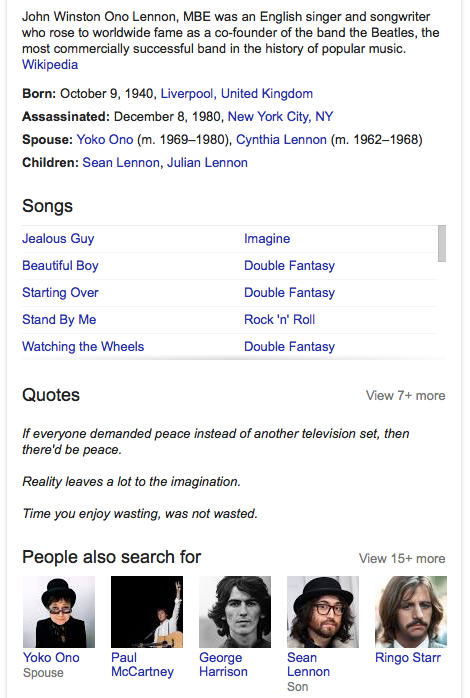 John Winston Ono Lennon, MBE was an English singer and songwriter
who rose to worldwide fame as a co-founder of the band the Beatles, the
most commercially successful band in the history of popular music.
Wikipedia
Born: October 9, 1940, Liverpool, United Kingdom
Assassinated: December 8, 1980, New York City, NY
Spouse: Yoko Ono (m. 1969–1980), Cynthia Lennon (m. 1962–1968)
Children: Sean Lennon, Julian Lennon
Songs
Jealous Guy Imagine
Beautiful Boy Double Fantasy
Starting Over Double Fantasy
Stand By Me Rock 'n' Roll
Watching the Wheels Double Fantasy
Quotes View 7+ more
If everyone demanded peace instead of another television set, then
there'd be peace.
Reality leaves a lot to the imagination.
Time you enjoy wasting, was not wasted.
People also search for View 15+ more
Yoko Ono Paul George Sean Ringo Starr
Spouse McCartney Harrison Lennon
Son